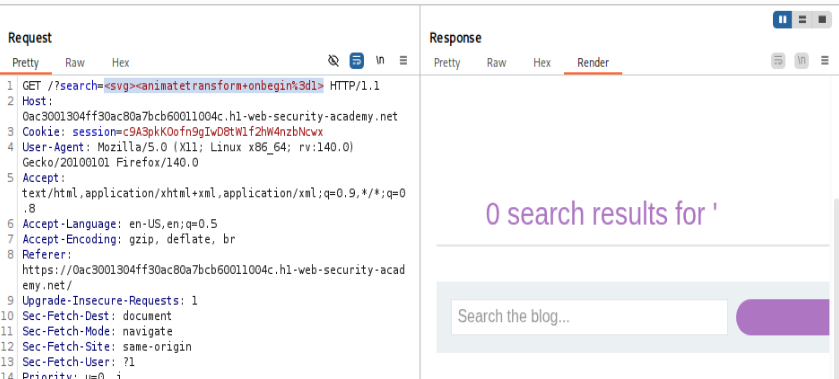 Request
Pretty Raw Hex \n
1 GET /?search=<svg><animatetransform+onbegin%3d1> HTTP/1.1
2 Host:
0ac3001304ff30ac80a7bcb60011004c.h1-web-security-academy.net
3 Cookie: session=c9A3pkKOofn9gIwD8tW1f2hW4nzbNcwx
4 User-Agent: Mozilla/5.0 (X11; Linux x86_64; rv:140.0)
Gecko/20100101 Firefox/140.0
5 Accept:
text/html,application/xhtml+xml,application/xml;q=0.9,*/*;q=0
.8
6 Accept-Language: en-US,en;q=0.5
7 Accept-Encoding: gzip, deflate, br
8 Referer:
https://0ac3001304ff30ac80a7bcb60011004c.h1-web-security-acad
emy.net/
9 Upgrade-Insecure-Requests: 1
10 Sec-Fetch-Dest: document
11 Sec-Fetch-Mode: navigate
12 Sec-Fetch-Site: same-origin
13 Sec-Fetch-User: ?1
14 Priority: u=0, i
Response
Pretty Raw Hex Render \n
0 search results for '
Search the blog...